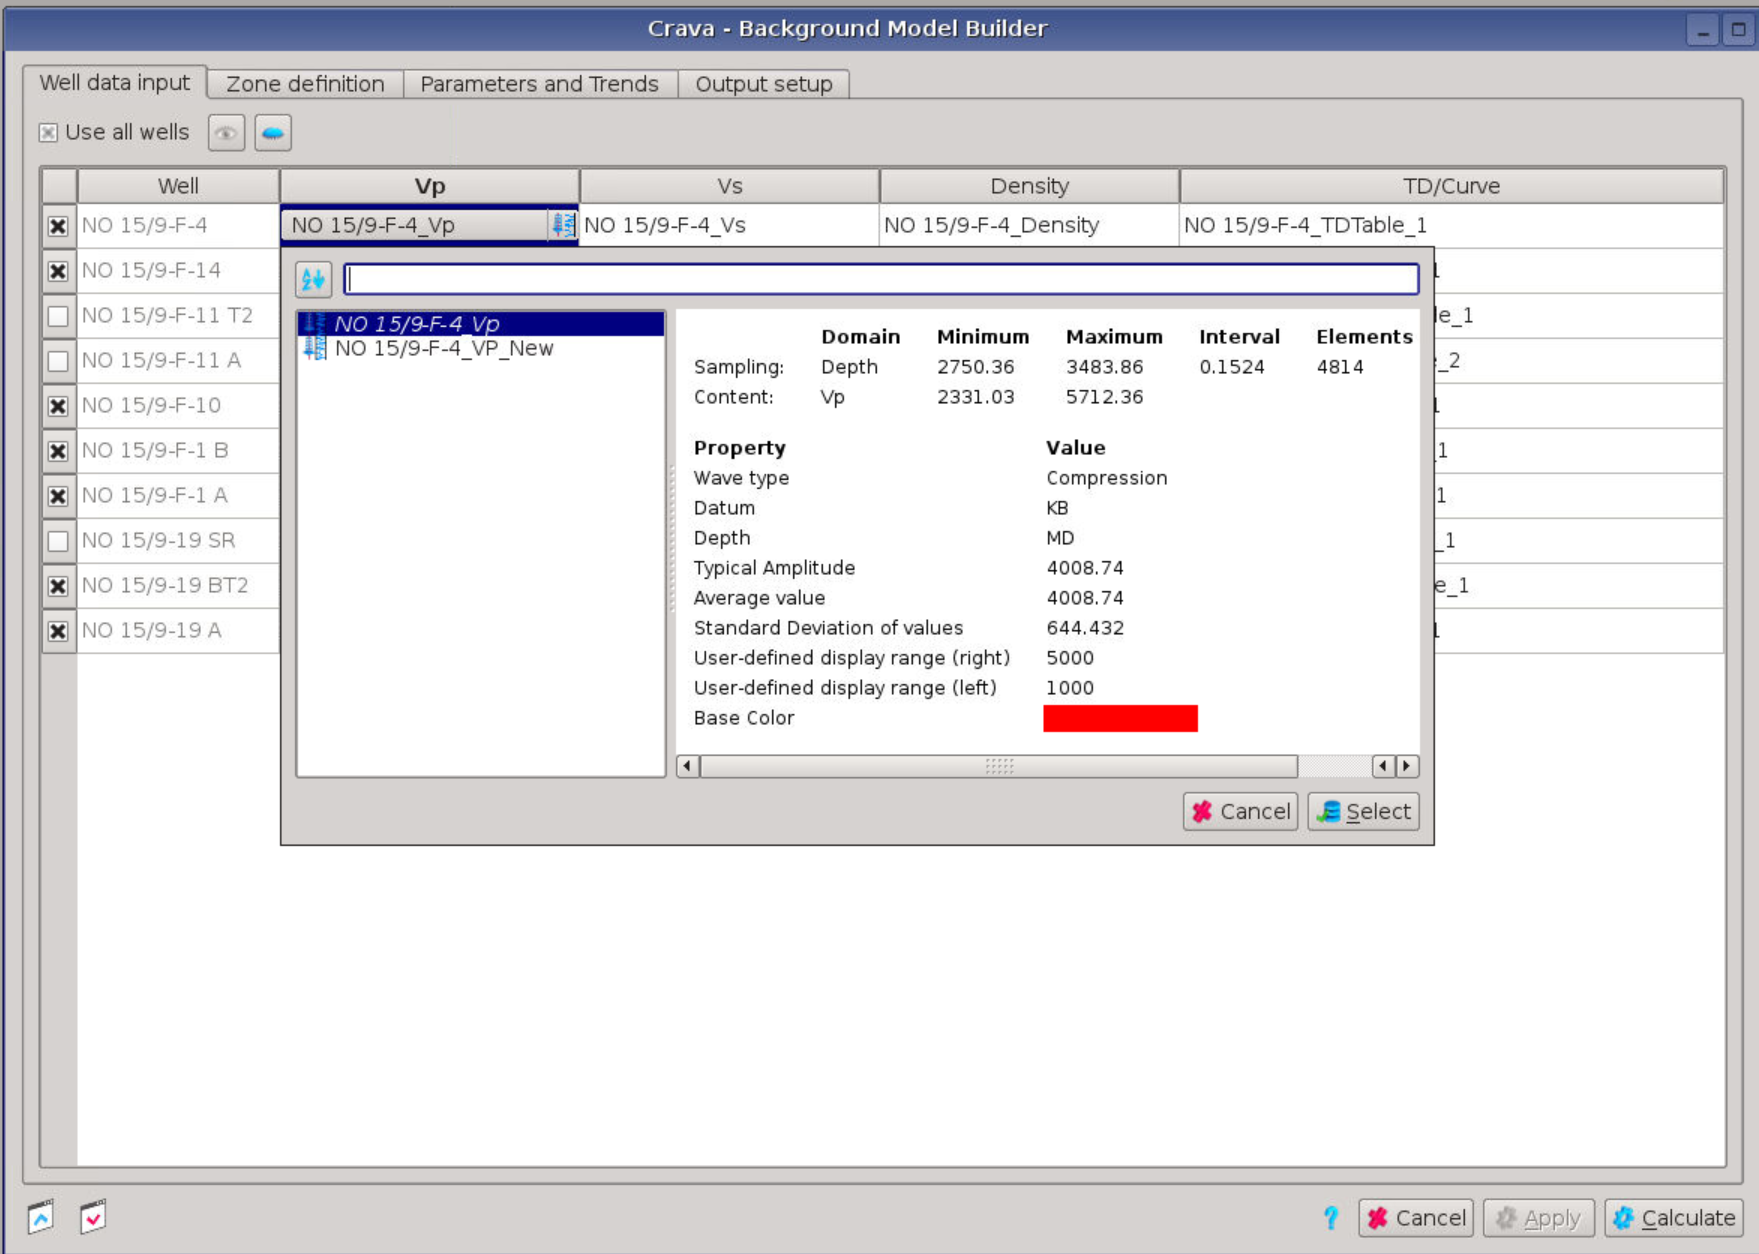 Crava - Background Model Builder
Well data input Zone definition Parameters and Trends Output setup
Use all wells
Well Vp Vs Density TD/Curve
NO 15/9-F-4 NO 15/9-F-4_Vp NO 15/9-F-4_Vs NO 15/9-F-4_Density NO 15/9-F-4_TDTable_1
NO 15/9-F-14 1
NO 15/9-F-11 T2 le_1
NO 15/9-F-11 A _2
NO 15/9-F-10 1
NO 15/9-F-1 B _1
NO 15/9-F-1 A 1
NO 15/9-19 SR _1
NO 15/9-19 BT2 e_1
NO 15/9-19 A 1
NO 15/9-F-4_Vp
NO 15/9-F-4_VP_New
Domain Minimum Maximum Interval Elements
Sampling: Depth 2750.36 3483.86 0.1524 4814
Content: Vp 2331.03 5712.36
Property Value
Wave type Compression
Datum KB
Depth MD
Typical Amplitude 4008.74
Average value 4008.74
Standard Deviation of values 644.432
User-defined display range (right) 5000
User-defined display range (left) 1000
Base Color
Cancel Select
? Cancel Apply Calculate